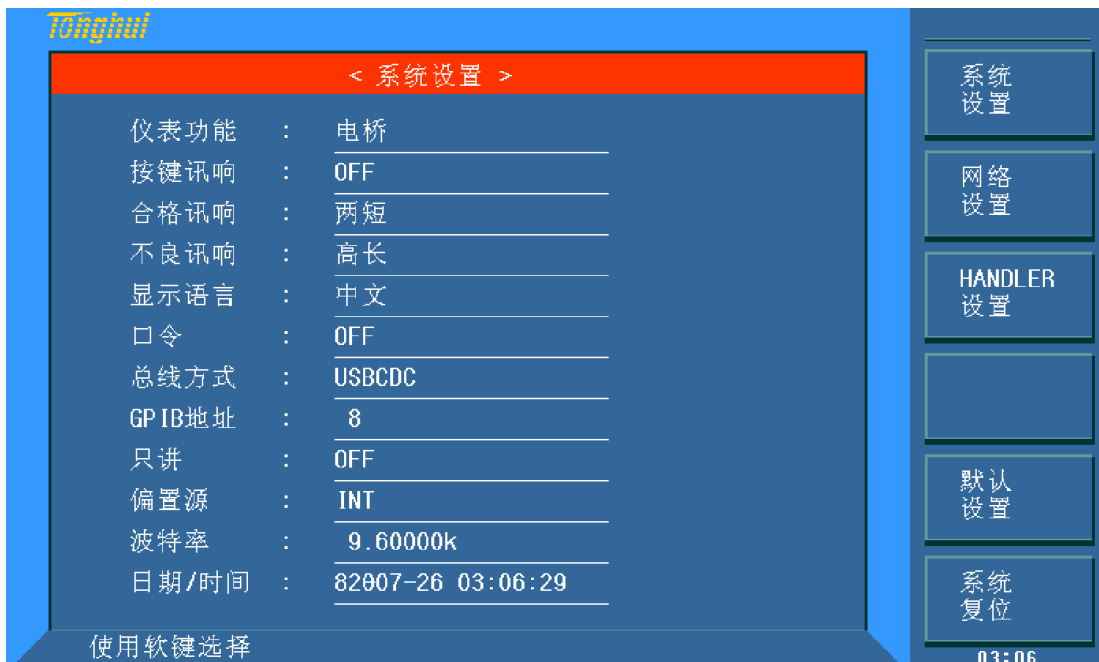 Tonghui
< 系统设置 >
仪表功能 : 电桥
按键讯响 : OFF
合格讯响 : 两短
不良讯响 : 高长
显示语言 : 中文
口令 : OFF
总线方式 : USBCDC
GPIB地址 : 8
只讲 : OFF
偏置源 : INT
波特率 : 9.60000k
日期/时间 : 82007-26 03:06:29
使用软键选择
系统
设置
网络
设置
HANDLER
设置
默认
设置
系统
复位
03:06